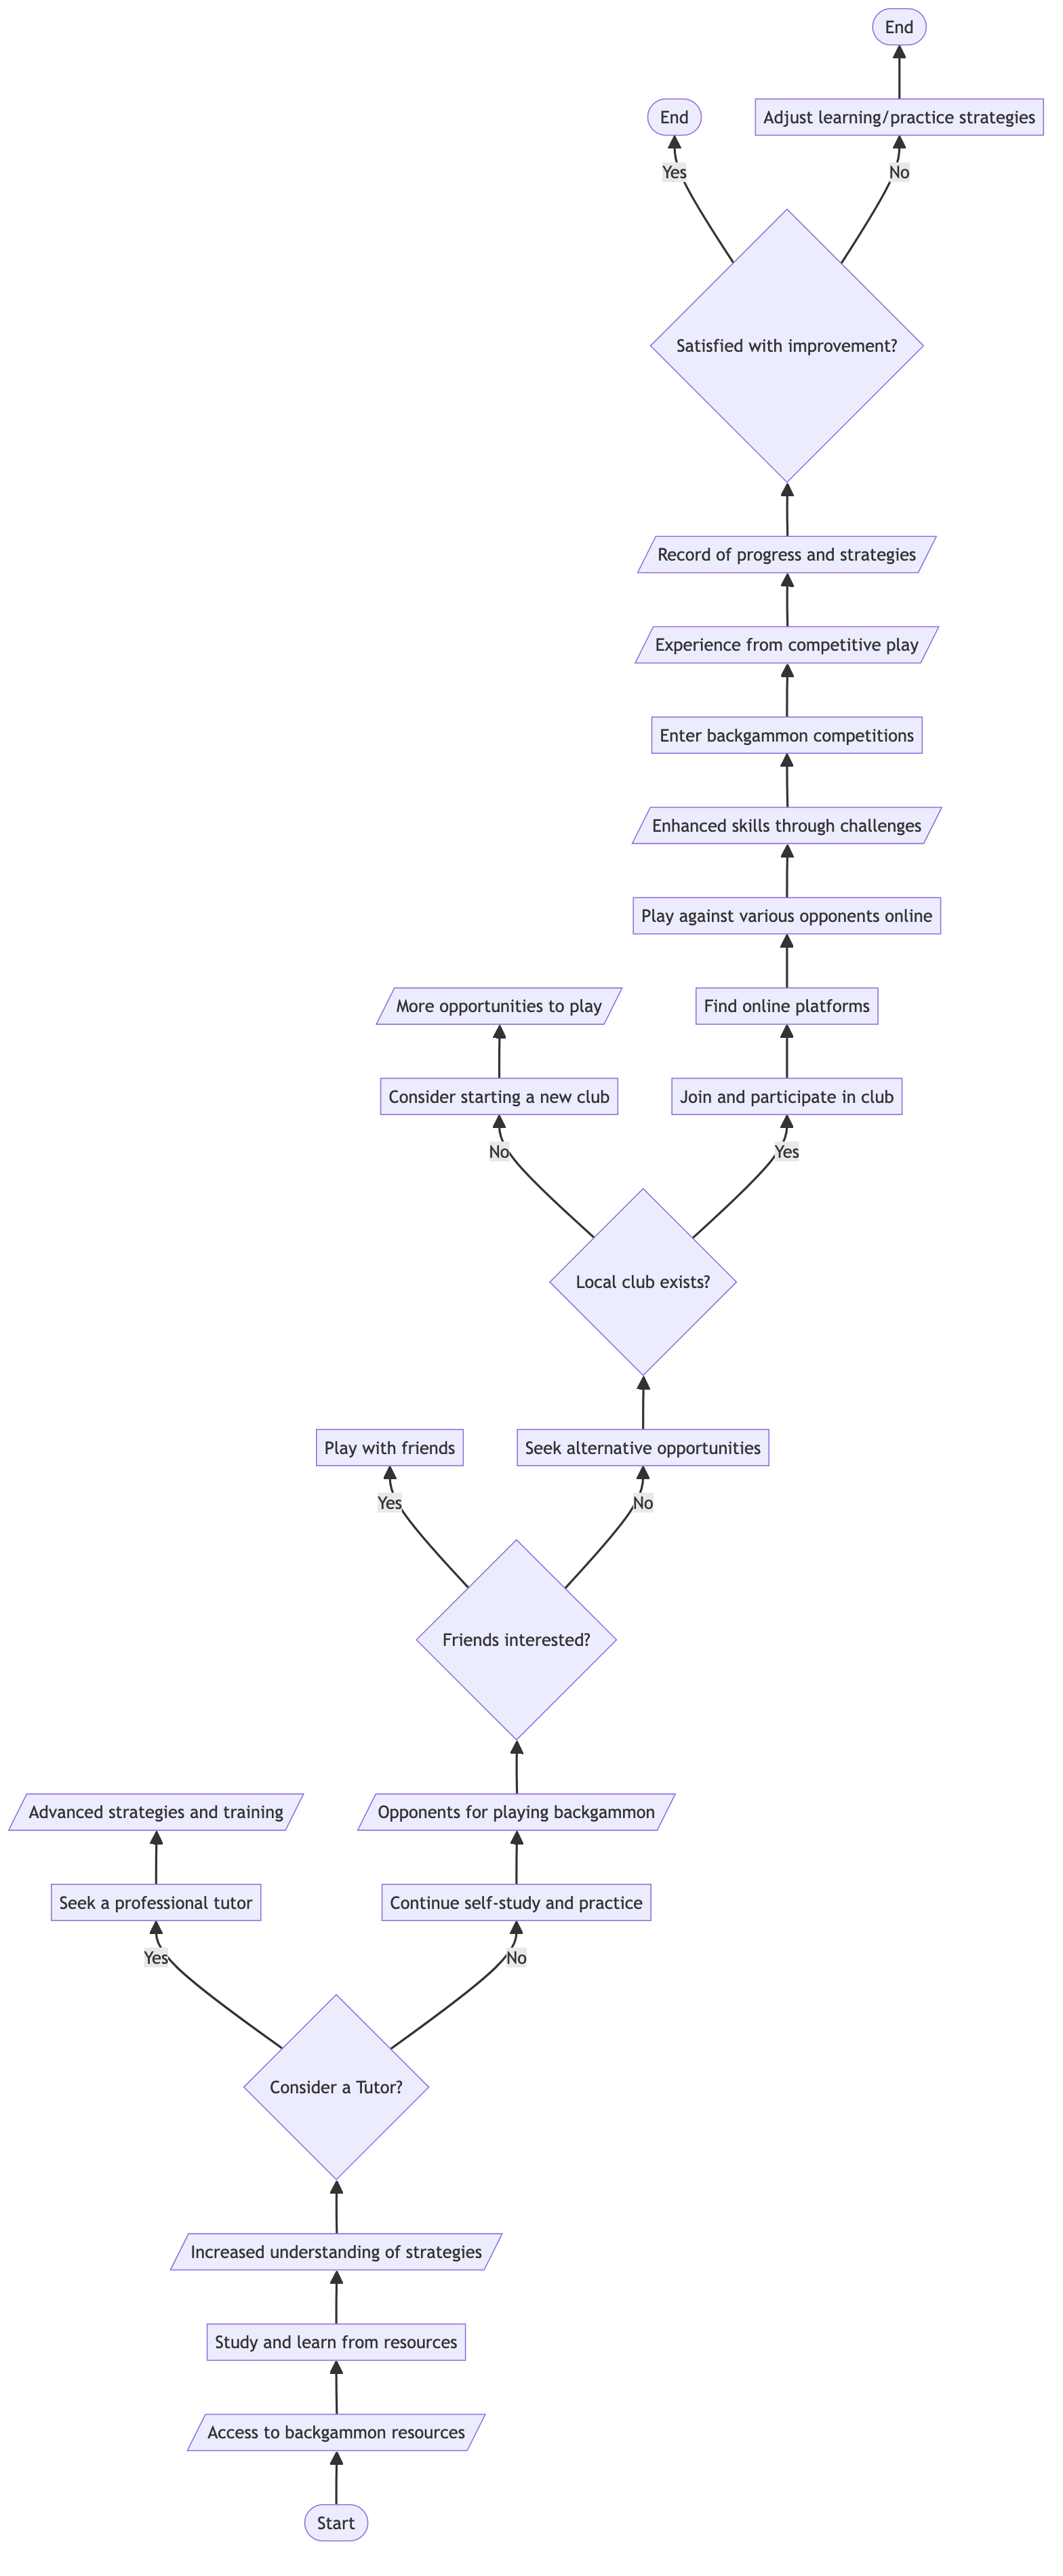 End
End
Adjust learning/practice strategies
Yes
No
Satisfied with improvement?
Record of progress and strategies
Experience from competitive play
Enter backgammon competitions
Enhanced skills through challenges
Play against various opponents online
More opportunities to play
Find online platforms
Consider starting a new club
Join and participate in club
No
Yes
Local club exists?
Play with friends
Seek alternative opportunities
Yes
No
Friends interested?
Advanced strategies and training
Opponents for playing backgammon
Seek a professional tutor
Continue self-study and practice
Yes
No
Consider a Tutor?
Increased understanding of strategies
Study and learn from resources
Access to backgammon resources
Start